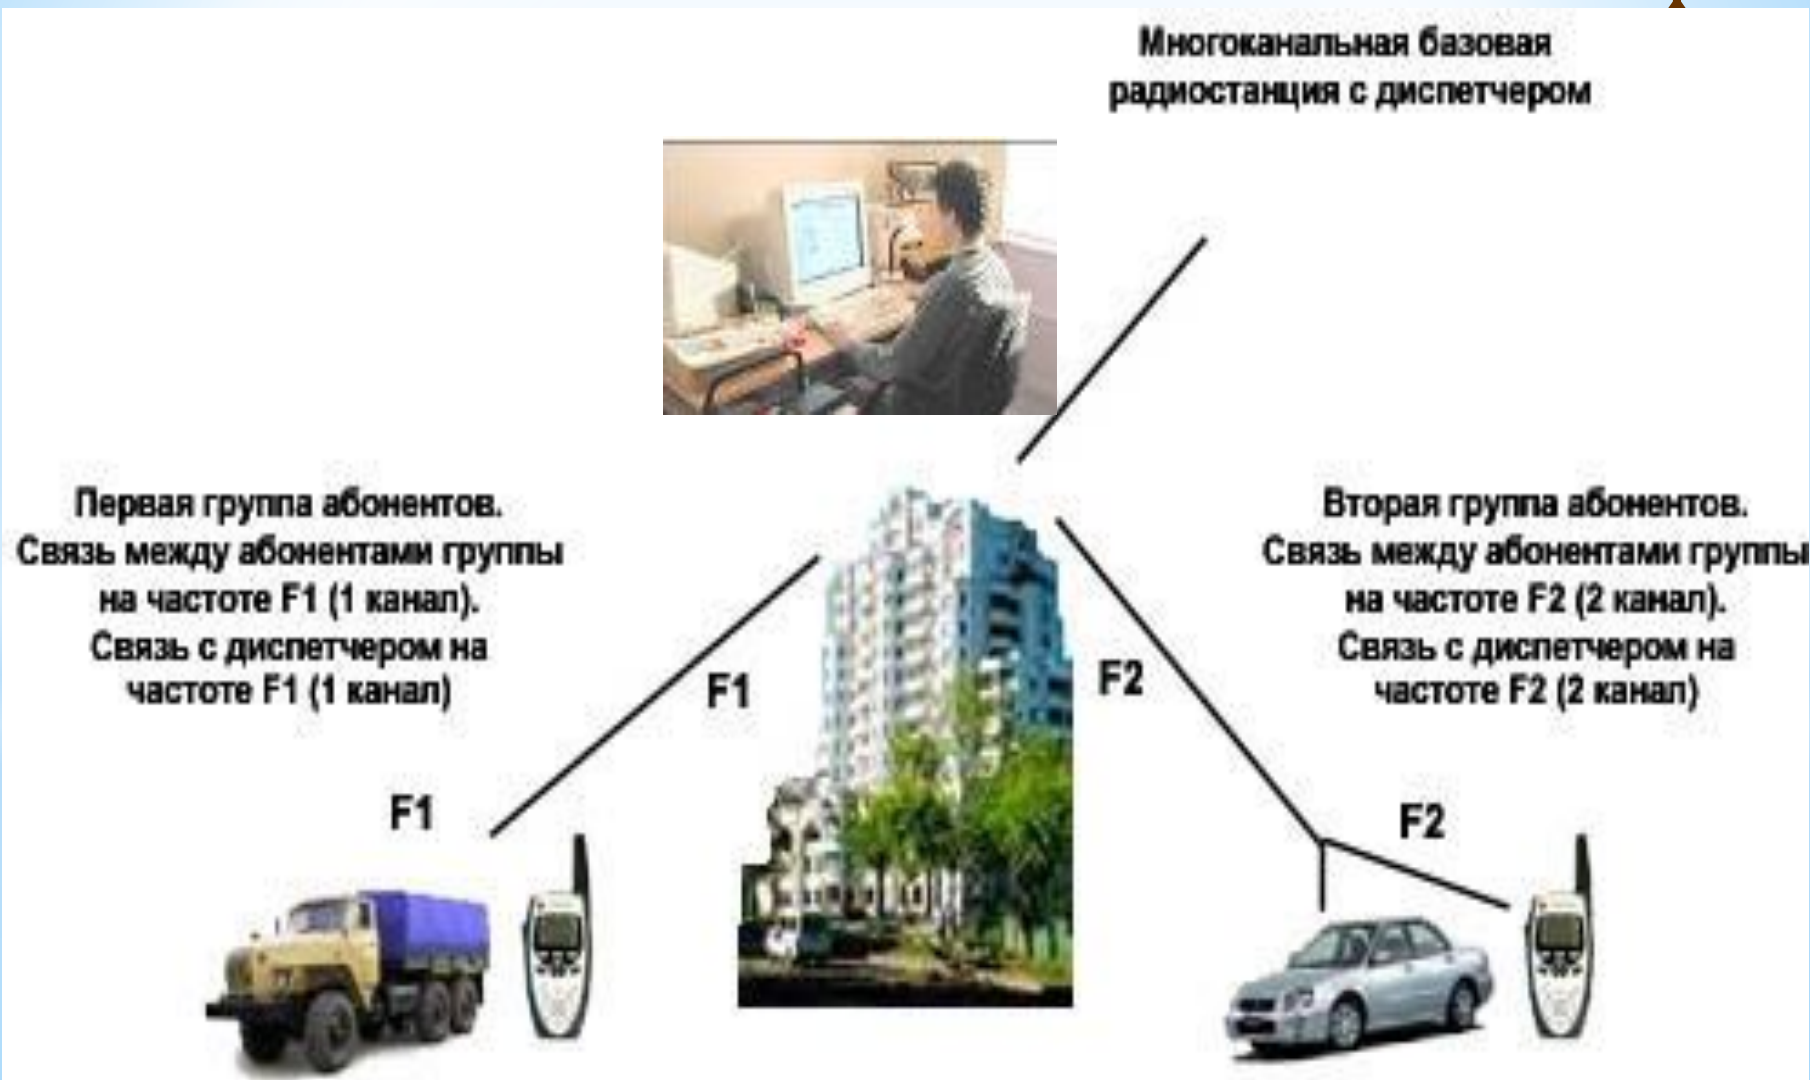 Многоканальная базовая
радиостанция с диспетчером
Первая группа абонентов.
Связь между абонентами группы
на частоте F1 (1 канал).
Связь с диспетчером на
частоте F1 (1 канал)
Вторая группа абонентов.
Связь между абонентами группы
на частоте F2 (2 канал).
Связь с диспетчером на
частоте F2 (2 канал)
F1
F2
F1
F2